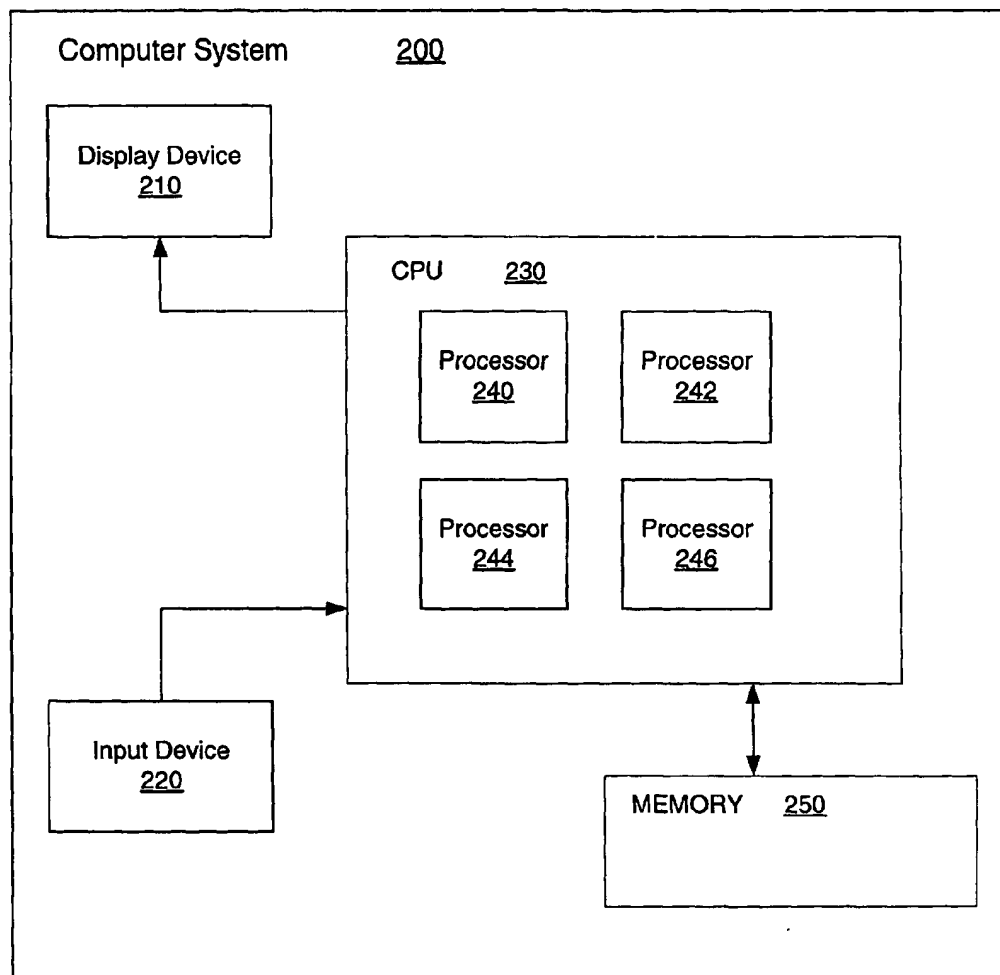 Computer System 200
Display Device
210
CPU 230
Processor
240
Processor
242
Processor
244
Processor
246
Input Device
220
MEMORY 250